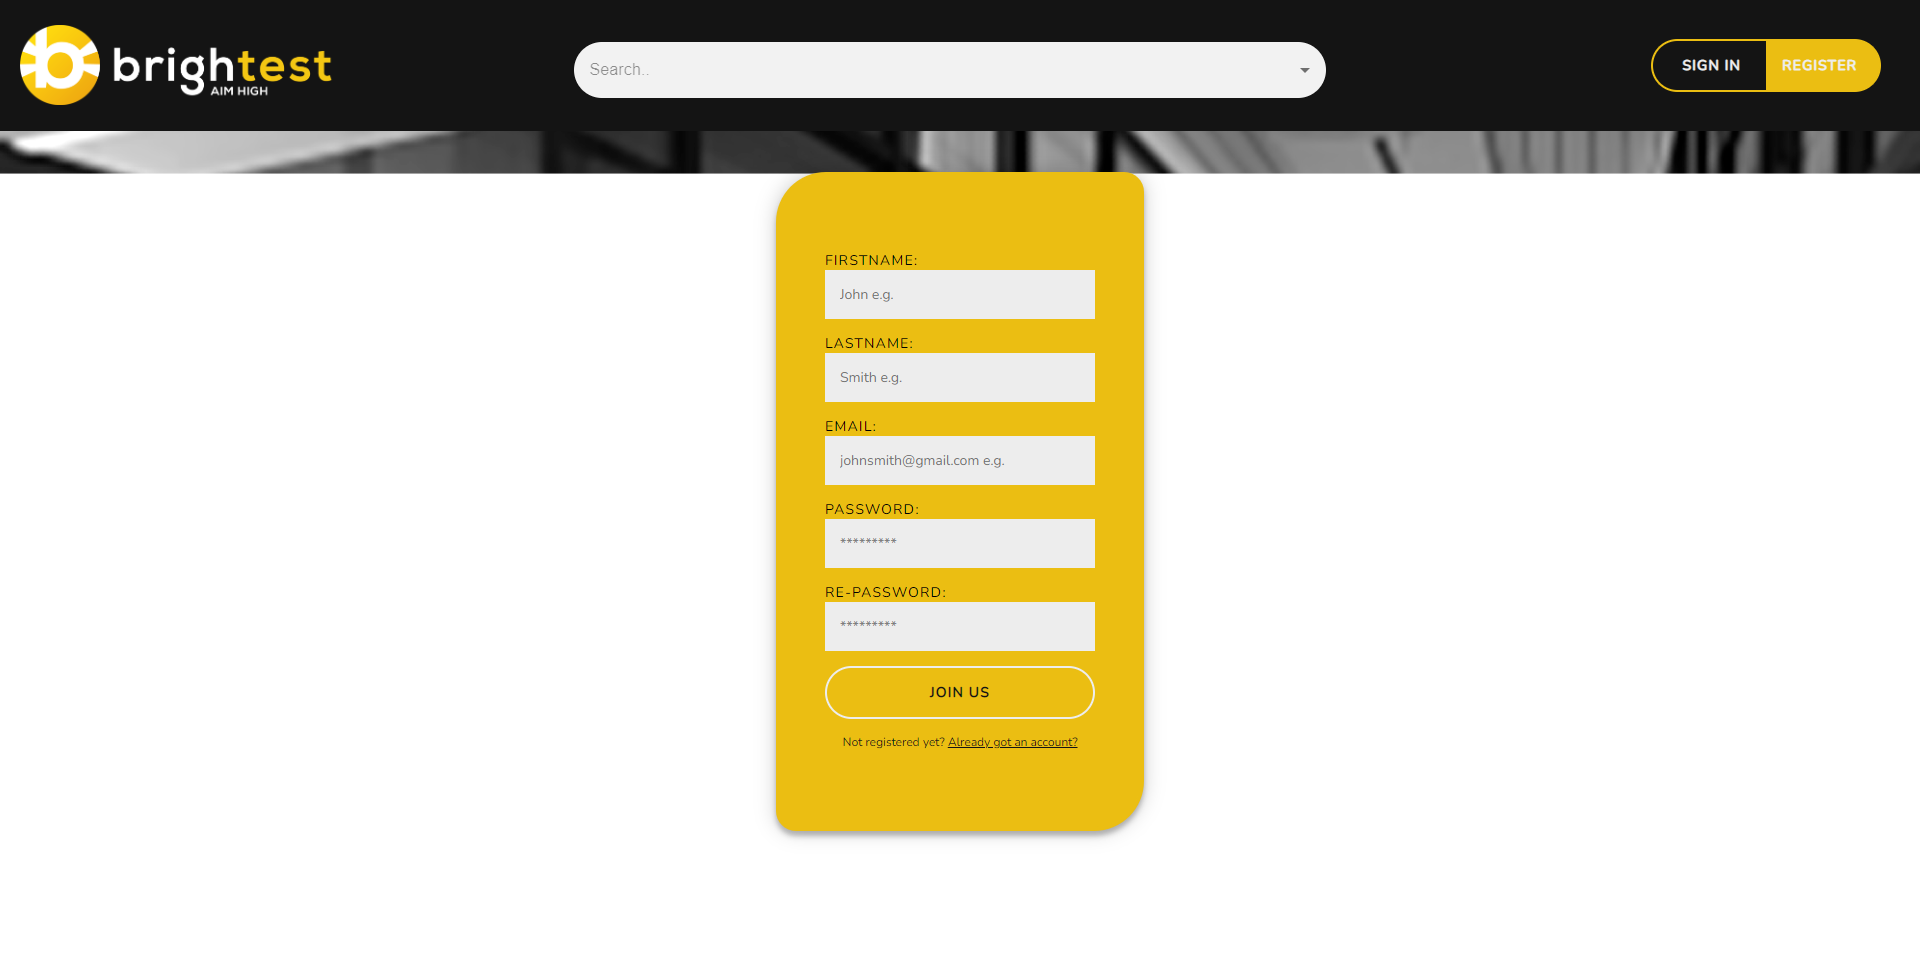 brightest
AIM HIGH
Search..
SIGN IN
REGISTER
FIRSTNAME:
John e.g.
LASTNAME:
Smith e.g.
EMAIL:
johnsmith@gmail.com e.g.
PASSWORD:
*********
RE-PASSWORD:
*********
JOIN US
Not registered yet? Already got an account?